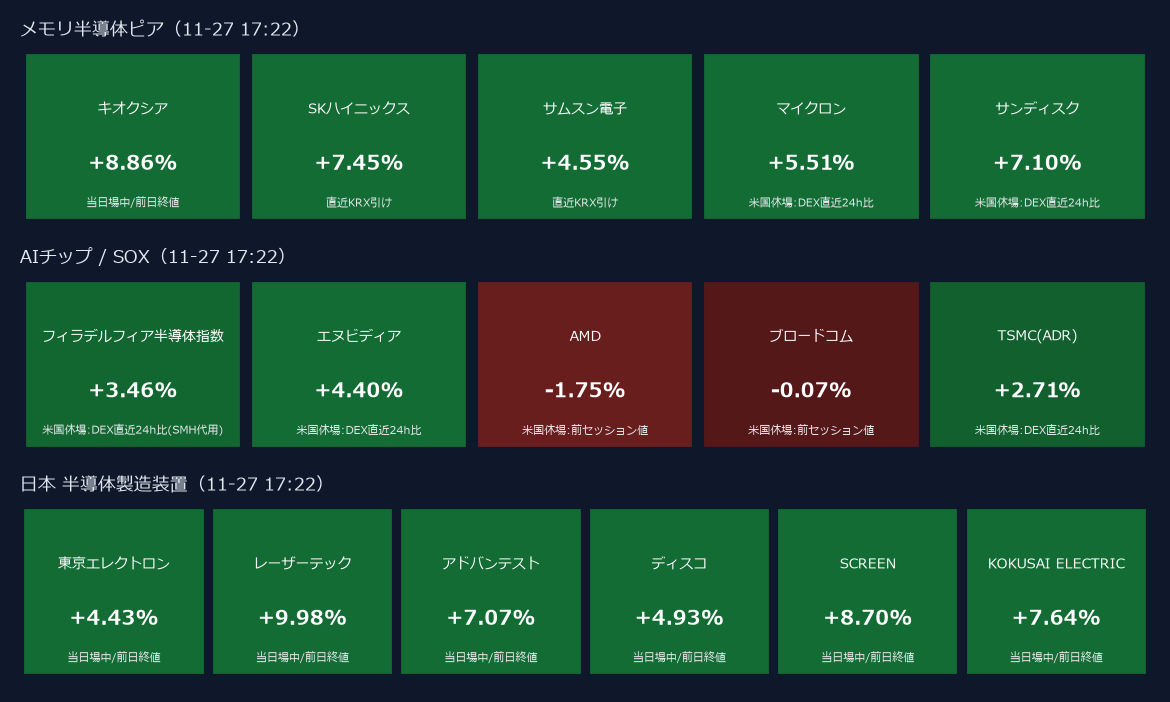 メモリ半導体ピア（11-27 17:22）
キオクシア
+8.86%
当日場中/前日終値
SKハイニックス
+7.45%
直近KRX引け
サムスン電子
+4.55%
直近KRX引け
マイクロン
+5.51%
米国休場:DEX直近24h比
サンディスク
+7.10%
米国休場:DEX直近24h比
AIチップ / SOX（11-27 17:22）
フィラデルフィア半導体指数
+3.46%
米国休場:DEX直近24h比(SMH代用)
エヌビディア
+4.40%
米国休場:DEX直近24h比
AMD
-1.75%
米国休場:前セッション値
ブロードコム
-0.07%
米国休場:前セッション値
TSMC(ADR)
+2.71%
米国休場:DEX直近24h比
日本 半導体製造装置（11-27 17:22）
東京エレクトロン
+4.43%
当日場中/前日終値
レーザーテック
+9.98%
当日場中/前日終値
アドバンテスト
+7.07%
当日場中/前日終値
ディスコ
+4.93%
当日場中/前日終値
SCREEN
+8.70%
当日場中/前日終値
KOKUSAI ELECTRIC
+7.64%
当日場中/前日終値